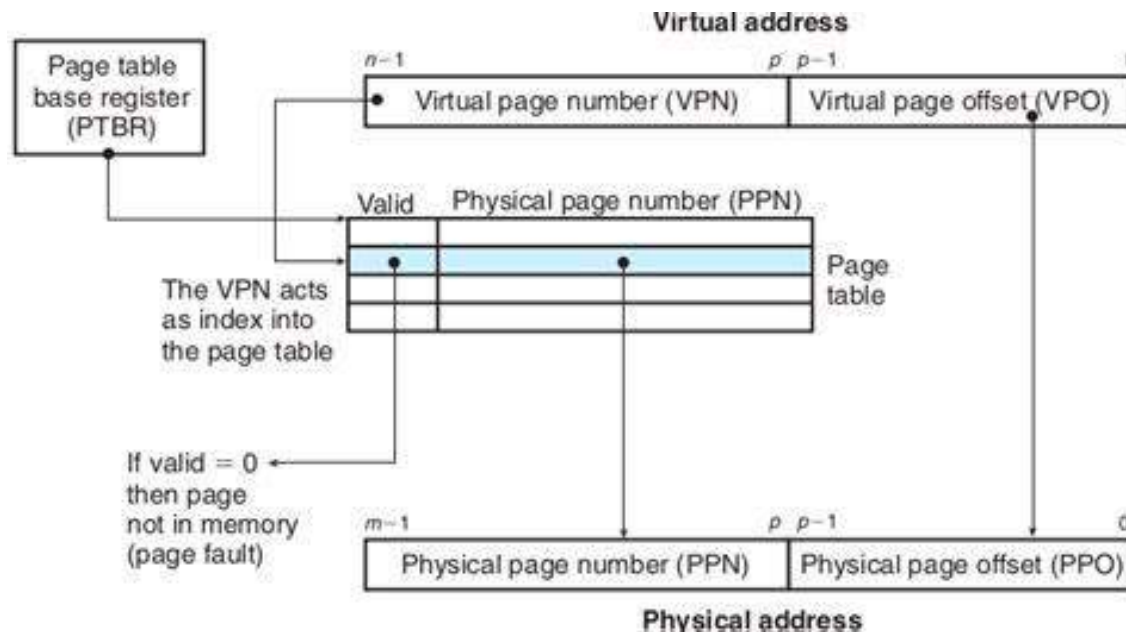 Virtual address
Page table
base register
(PTBR)
n-1
p
p-1
Virtual page number (VPN)
Virtual page offset (VPO)
Valid
Physical page number (PPN)
The VPN acts
as index into
the page table
Page
table
If valid = 0
then page
not in memory
(page fault)
m-1
p
p-1
0
Physical page number (PPN)
Physical page offset (PPO)
Physical address